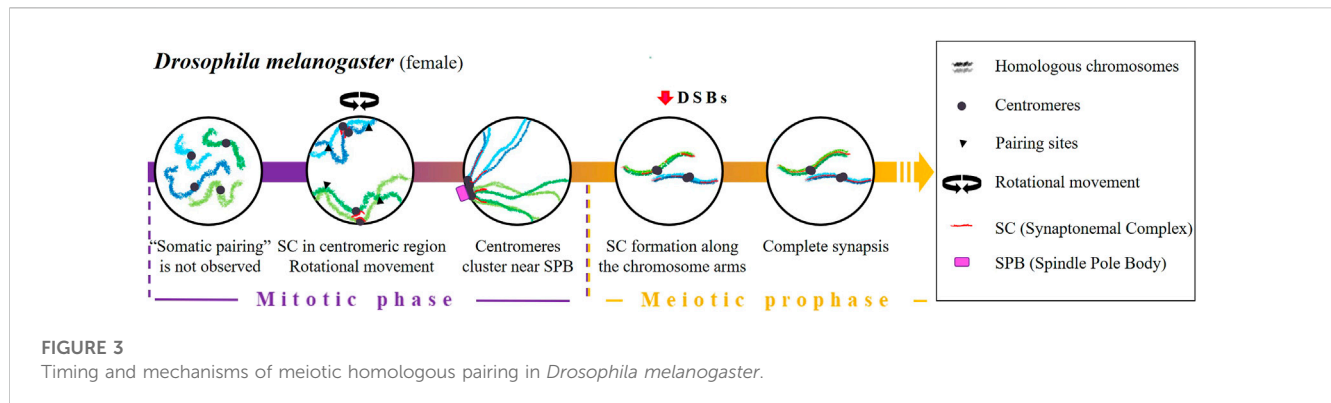 Drosophila melanogaster (female)
DSBs
"Somatic pairing"
is not observed
SC in centromeric region
Rotational movement
Centromeres
cluster near SPB
SC formation along
the chromosome arms
Complete synapsis
Mitotic phase
Meiotic prophase
Homologous chromosomes
Centromeres
Pairing sites
Rotational movement
SC (Synaptonemal Complex)
SPB (Spindle Pole Body)
FIGURE 3
Timing and mechanisms of meiotic homologous pairing in Drosophila melanogaster.